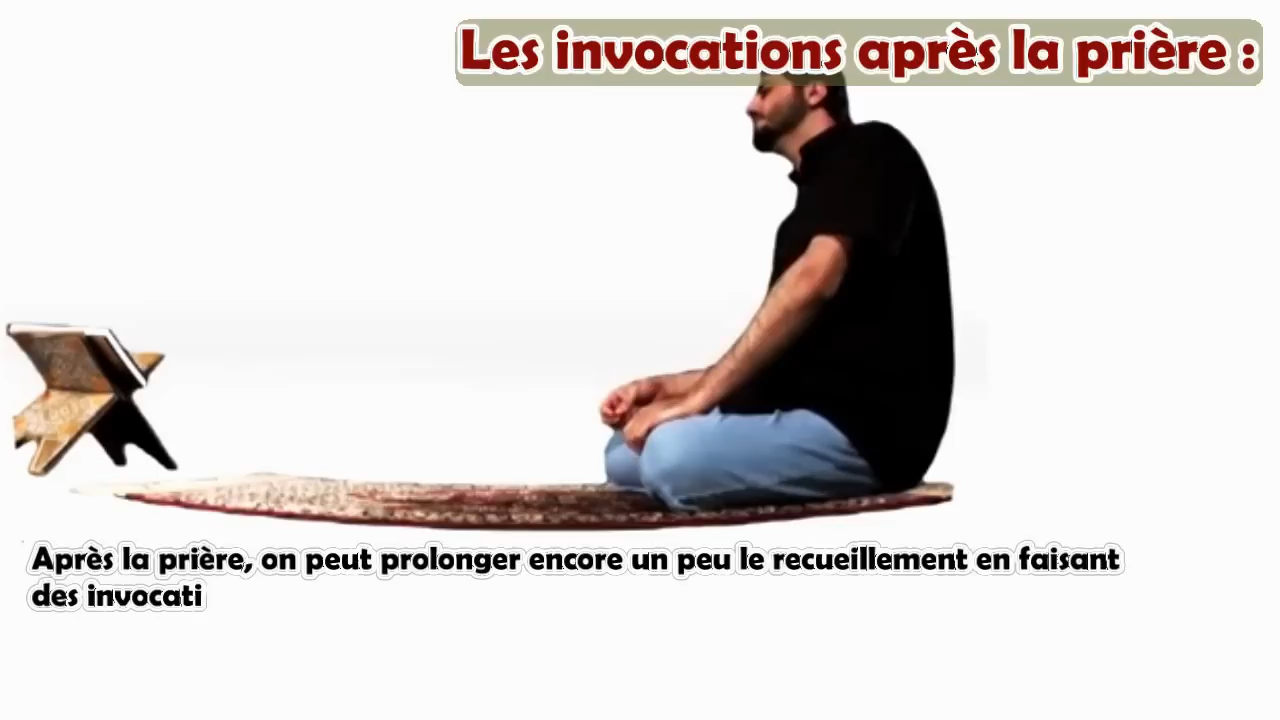 Les invocations après la prière :
Après la prière, on peut prolonger encore un peu le recueillement en faisant
des invocati